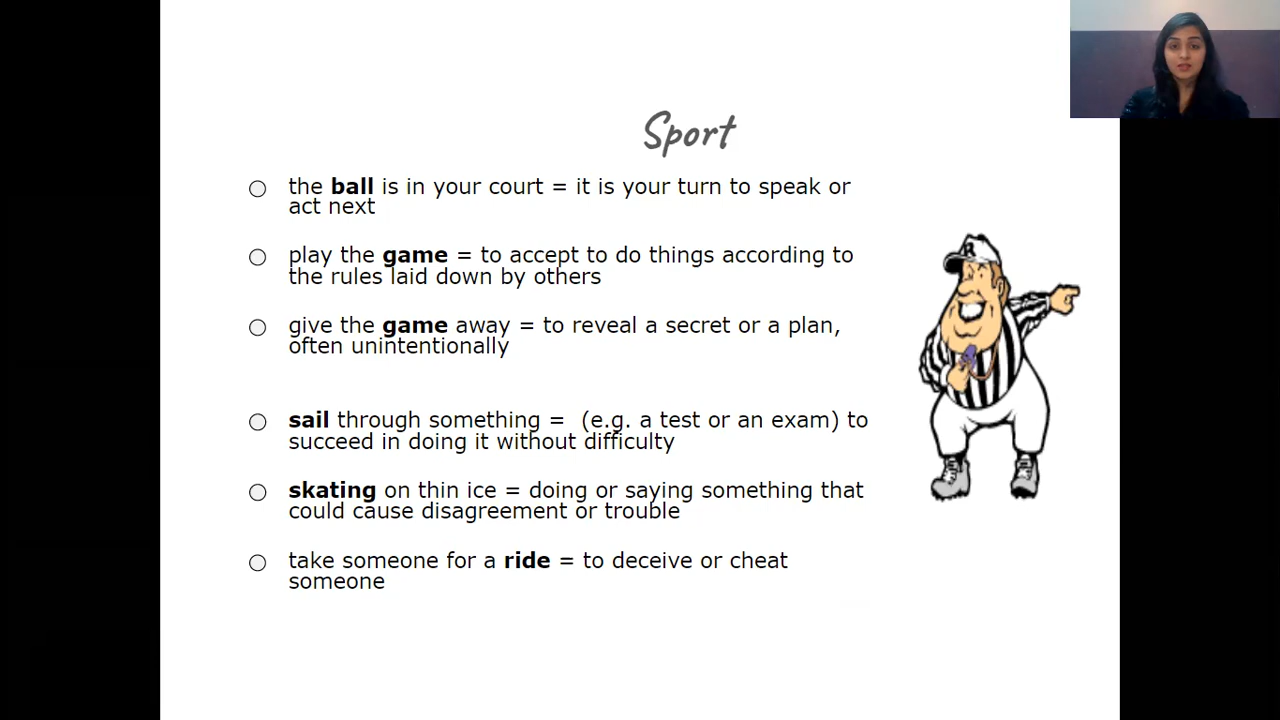 Sport
the ball is in your court = it is your turn to speak or
act next
play the game = to accept to do things according to
the rules laid down by others
give the game away = to reveal a secret or a plan,
often unintentionally
sail through something = (e.g. a test or an exam) to
succeed in doing it without difficulty
skating on thin ice = doing or saying something that
could cause disagreement or trouble
take someone for a ride = to deceive or cheat
someone
R